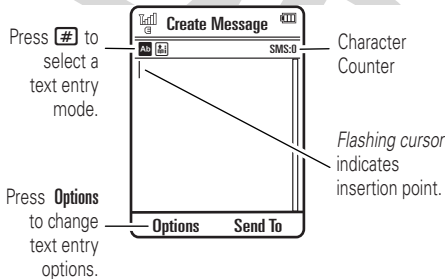 Press # to
select a
text entry
mode.
Create Message
Ab
SMS:0
Character
Counter
Flashing cursor
indicates
insertion point.
Press Options
to change
text entry
options.
Options Send To